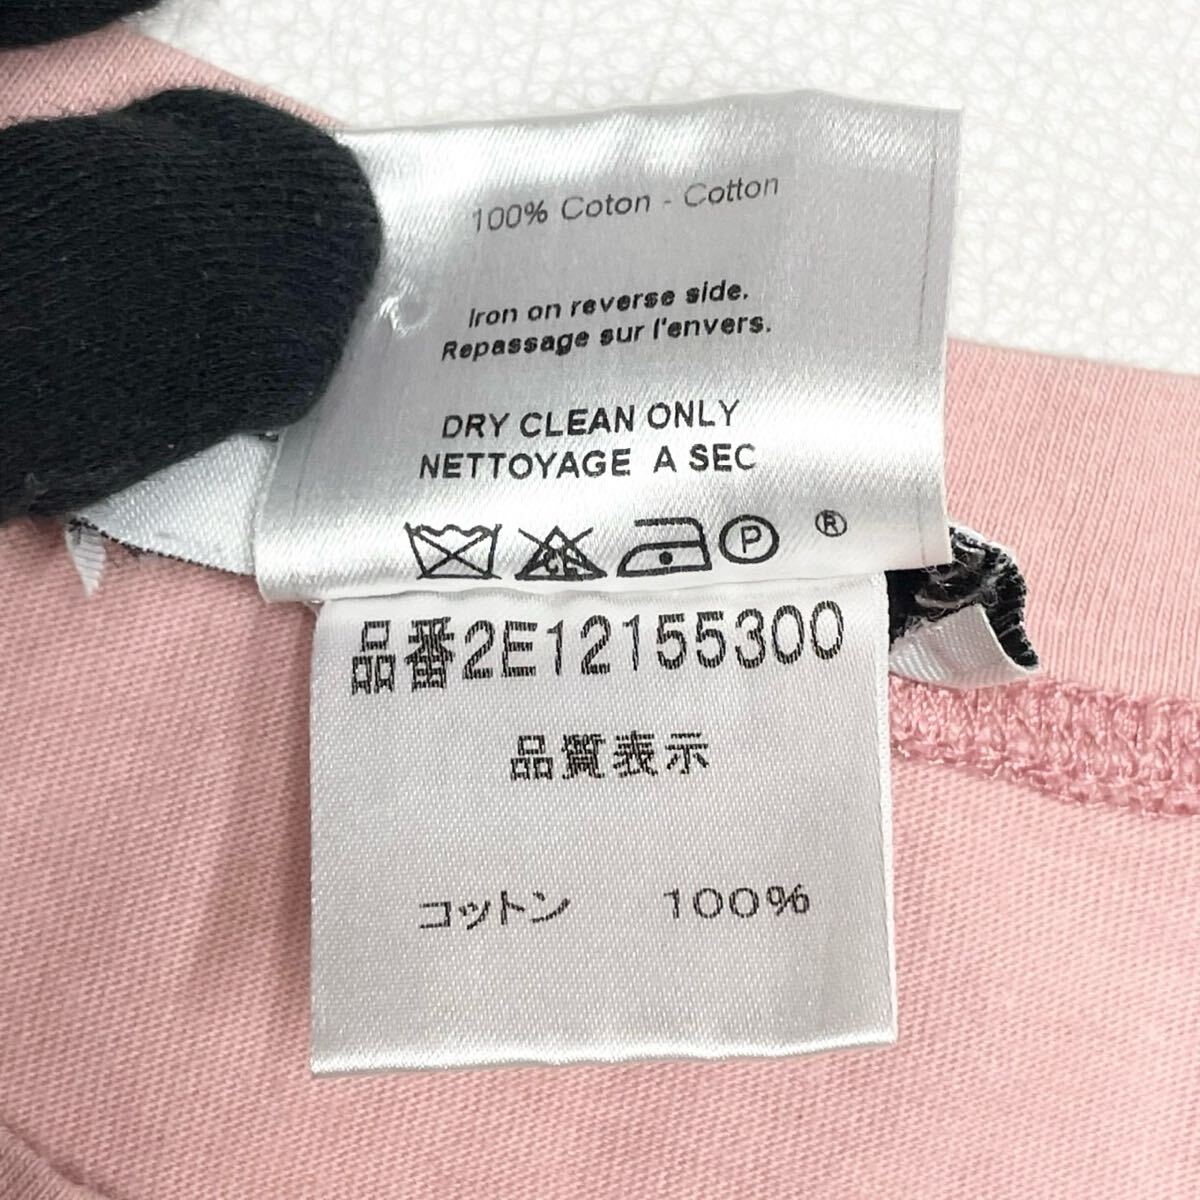 100% Coton - Cotton
Iron on reverse side.
Repassage sur l'envers.
DRY CLEAN ONLY
NETTOYAGE A SEC
CL P ®
品番2E12155300
品質表示
コットン 100%